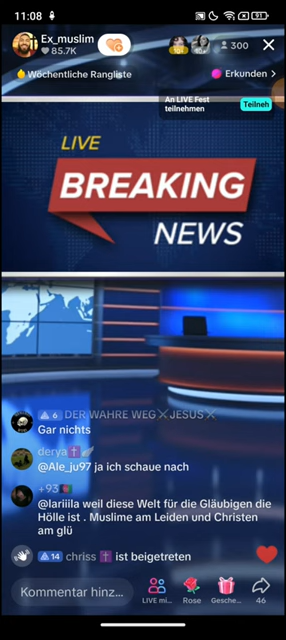 11:08
91
Ex_muslim
85.7K
300
Wöchentliche Rangliste
Erkunden >
An LIVE Fest
teilnehmen
Teilneh
LIVE
BREAKING
NEWS
6 DER WAHRE WEG⚔JESUS⚔
Gar nichts
derya✝️
@Ale_ju97 ja ich schaue nach
+93🇦🇫
@lariiila weil diese Welt für die Gläubigen die
Hölle ist . Muslime am Leiden und Christen
am glü
14 chriss ✝️ ist beigetreten
Kommentar hinz...
LIVE mi...
Rose
Gesche...
46